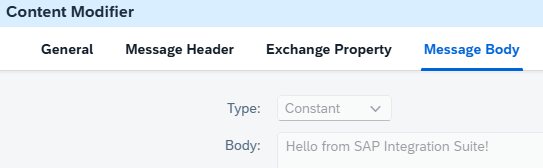 Content Modifier
General Message Header Exchange Property Message Body
Type: Constant
Body: Hello from SAP Integration Suite!